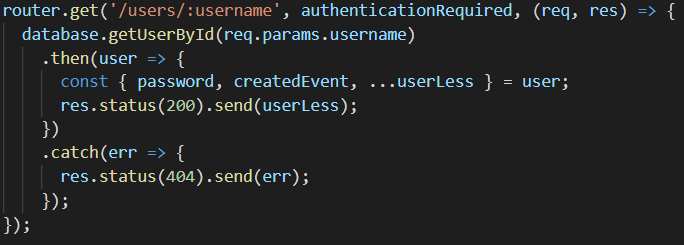 router.get('/users/:username', authenticationRequired, (req, res) => {
  database.getUserById(req.params.username)
    .then(user => {
      const { password, createdEvent, ...userLess } = user;
      res.status(200).send(userLess);
    })
    .catch(err => {
      res.status(404).send(err);
    });
});